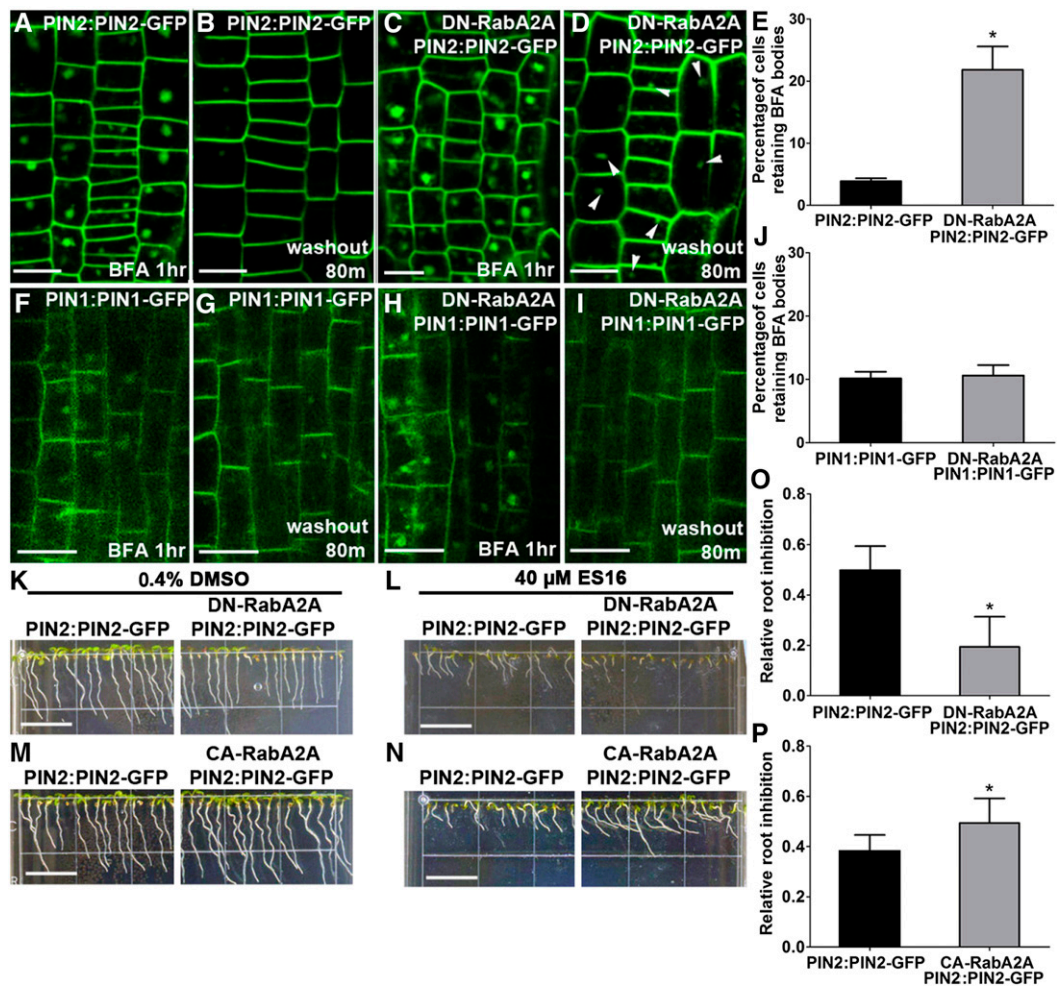 A PIN2:PIN2-GFP
BFA 1hr
B PIN2:PIN2-GFP
washout
80m
C DN-RabA2A
PIN2:PIN2-GFP
BFA 1hr
D DN-RabA2A
PIN2:PIN2-GFP
washout
80m
E
Percentageof cells
retaining BFA bodies
30
20
10
0
PIN2:PIN2-GFP
DN-RabA2A
PIN2:PIN2-GFP
*
F PIN1:PIN1-GFP
BFA 1hr
G PIN1:PIN1-GFP
washout
80m
H DN-RabA2A
PIN1:PIN1-GFP
BFA 1hr
I DN-RabA2A
PIN1:PIN1-GFP
washout
80m
J
Percentage of cells
retaining BFA bodies
30
20
10
0
PIN1:PIN1-GFP
DN-RabA2A
PIN1:PIN1-GFP
K 0.4% DMSO
PIN2:PIN2-GFP
DN-RabA2A
PIN2:PIN2-GFP
L 40 µM ES16
PIN2:PIN2-GFP
DN-RabA2A
PIN2:PIN2-GFP
M PIN2:PIN2-GFP
CA-RabA2A
PIN2:PIN2-GFP
N PIN2:PIN2-GFP
CA-RabA2A
PIN2:PIN2-GFP
O
Relative root inhibition
0.8
0.6
0.4
0.2
0.0
PIN2:PIN2-GFP
DN-RabA2A
PIN2:PIN2-GFP
*
P
Relative root inhibition
0.8
0.6
0.4
0.2
0.0
PIN2:PIN2-GFP
CA-RabA2A
PIN2:PIN2-GFP
*